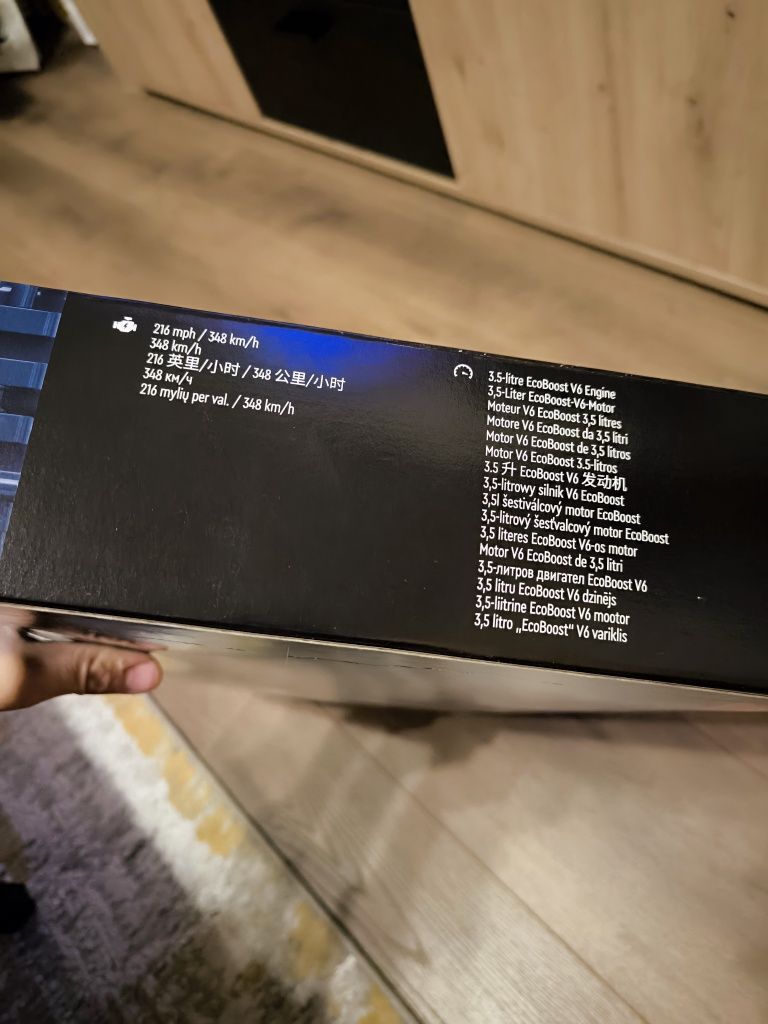 216 mph / 348 km/h
348 km/h
216 英里/小时 / 348 公里/小时
348 км/ч
216 mylių per val. / 348 km/h
3.5-litre EcoBoost V6 Engine
3,5-Liter EcoBoost-V6-Motor
Moteur V6 EcoBoost 3,5 litres
Motore V6 EcoBoost da 3,5 litri
Motor V6 EcoBoost de 3,5 litros
Motor V6 EcoBoost 3.5-litros
3.5 升 EcoBoost V6 发动机
3,5-litrowy silnik V6 EcoBoost
3,5l šestiválcový motor EcoBoost
3,5-litrový šesťvalcový motor EcoBoost
3,5 literes EcoBoost V6-os motor
Motor V6 EcoBoost de 3,5 litri
3,5-литров двигател EcoBoost V6
3,5 litru EcoBoost V6 dzinējs
3,5-liitrine EcoBoost V6 mootor
3,5 litro „EcoBoost“ V6 variklis